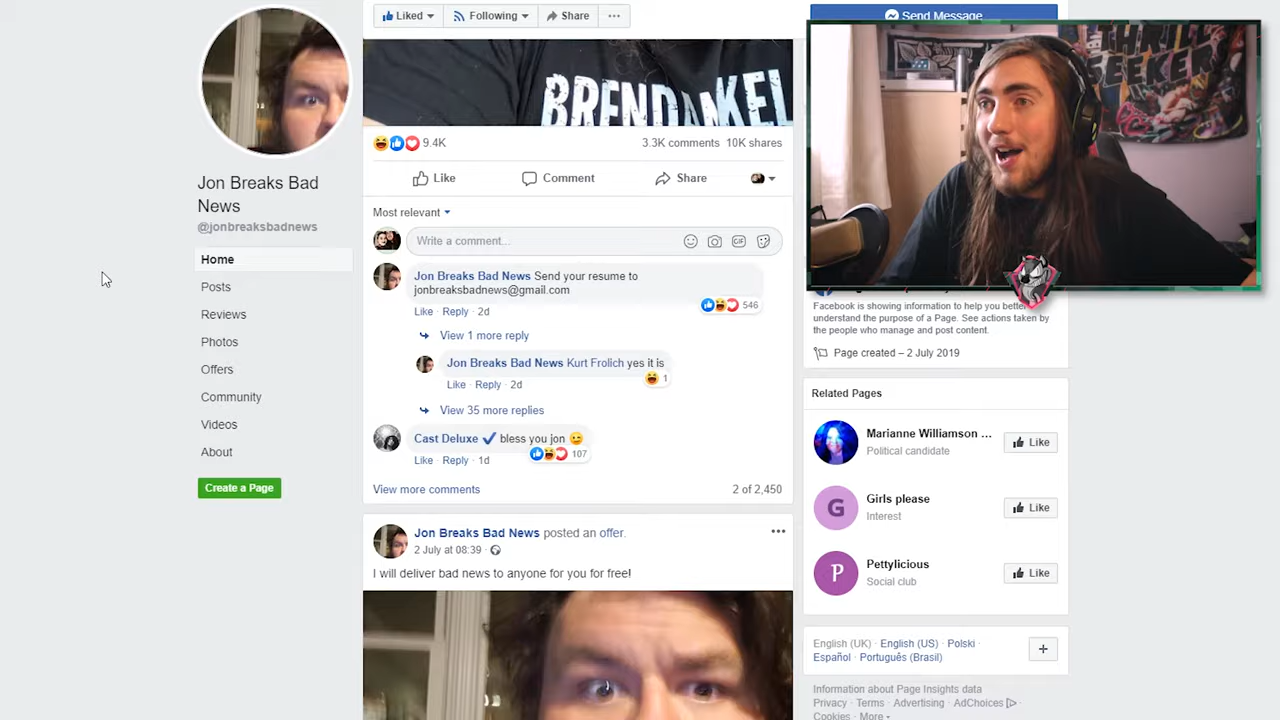 Liked
Following
Share
Send Message
BRENDA KEL
THRILL
SEEKER
9.4K
3.3K comments 10K shares
Like
Comment
Share
Jon Breaks Bad
News
@jonbreaksbadnews
Home
Posts
Reviews
Photos
Offers
Community
Videos
About
Create a Page
Most relevant
Write a comment...
GIF
Jon Breaks Bad News Send your resume to
jonbreaksbadnews@gmail.com
546
Like · Reply · 2d
View 1 more reply
Jon Breaks Bad News Kurt Frolich yes it is
1
Like · Reply · 2d
View 35 more replies
Cast Deluxe ✔ bless you jon 😉
107
Like · Reply · 1d
View more comments
2 of 2,450
Jon Breaks Bad News posted an offer.
2 July at 08:39 ·
I will deliver bad news to anyone for you for free!
Facebook is showing information to help you better
understand the purpose of a Page. See actions taken by
the people who manage and post content.
Page created – 2 July 2019
Related Pages
Marianne Williamson ...
Political candidate
Like
G
Girls please
Interest
Like
P
Pettylicious
Social club
Like
English (UK) · English (US) · Polski ·
Español · Português (Brasil)
+
Information about Page Insights data
Privacy · Terms · Advertising · AdChoices ·
Cookies · More